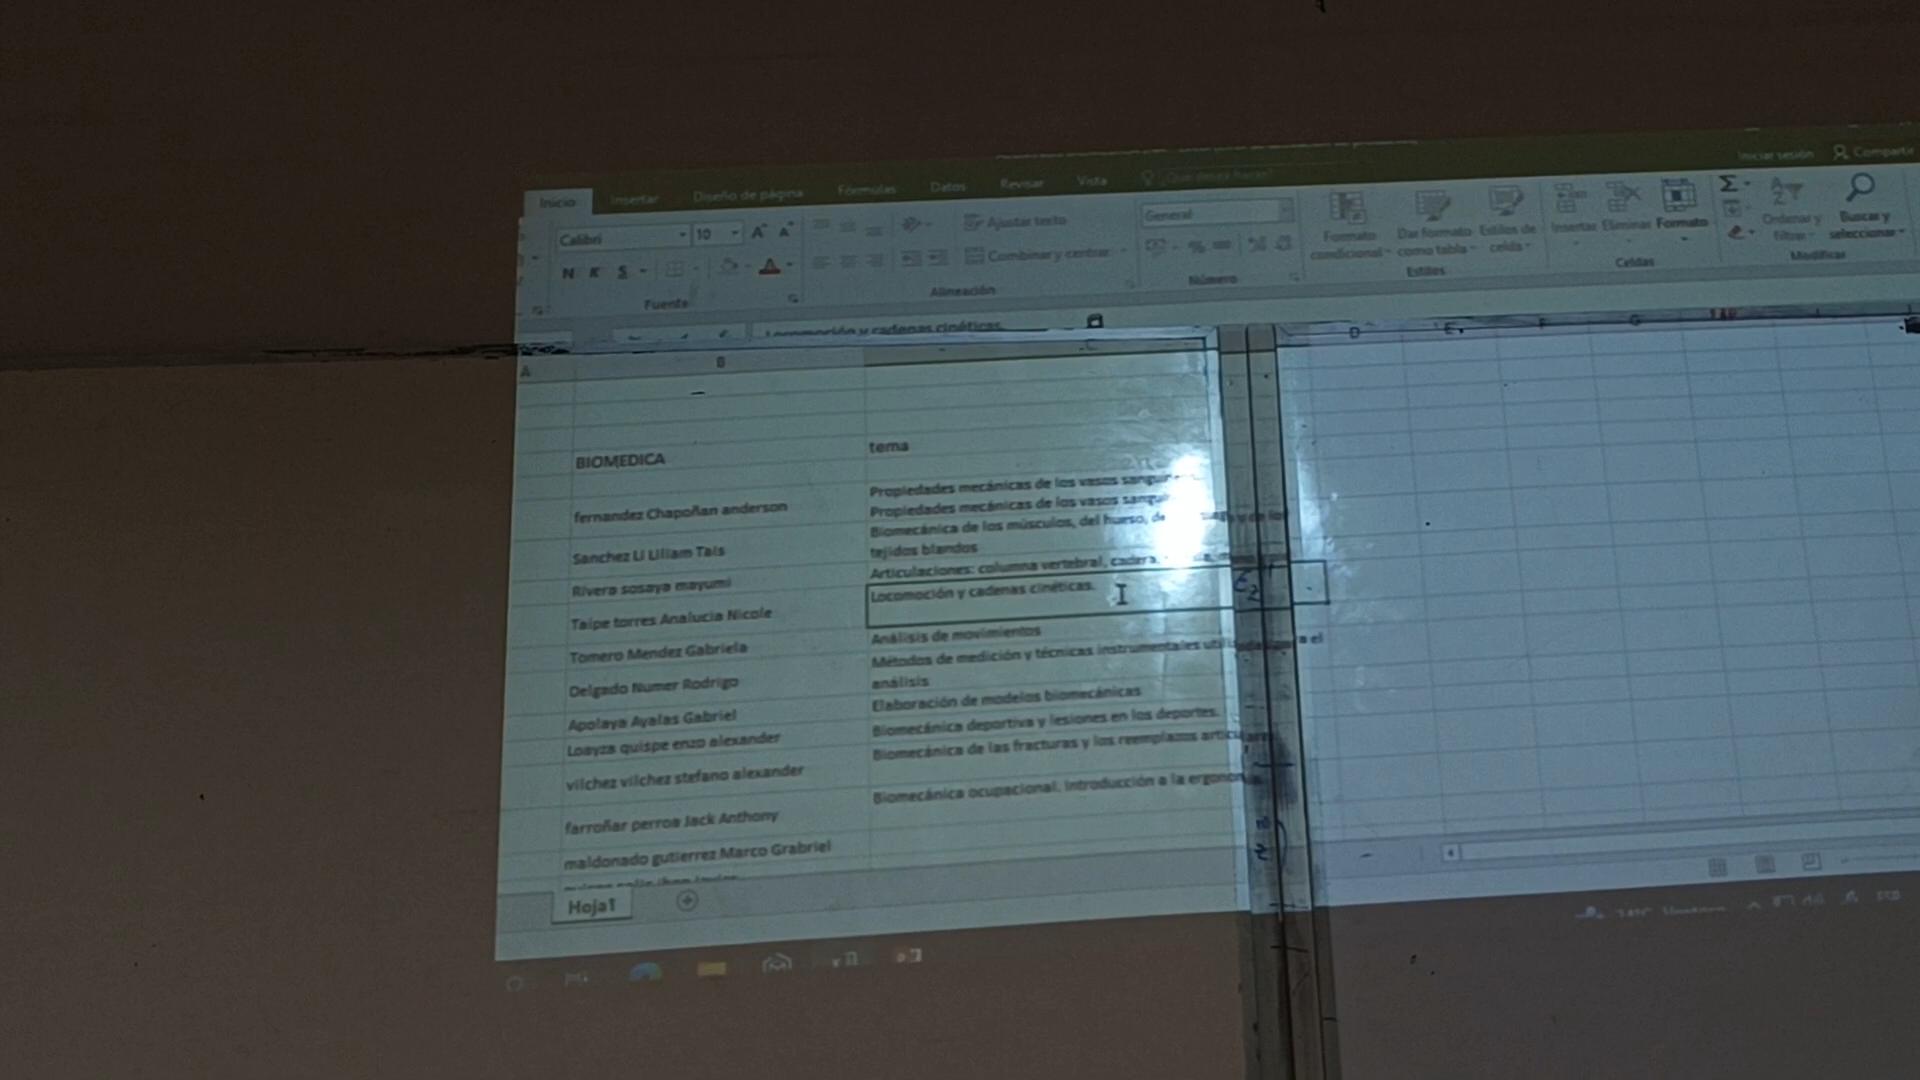 Iniciar sesión Compartir
Inicio Insertar Diseño de página Fórmulas Datos Revisar Vista ¿Qué desea hacer?
Calibri 10 A A Ajustar texto General
N K S A Combinar y centrar
Formato condicional Dar formato como tabla Estilos de celda Insertar Eliminar Formato Σ Ordenar y filtrar Buscar y seleccionar
Fuente Alineación Número Estilos Celdas Modificar
Locomoción y cadenas cinéticas.
A B C D E F G
BIOMEDICA
tema
fernandez Chapoñan anderson
Propiedades mecánicas de los vasos
Sanchez Li Liliam Tais
Propiedades mecánicas de los vasos
Rivera sosaya mayumi
Biomecánica de los músculos, del hueso,
tejidos blandos
Taipe torres Analucia Nicole
Articulaciones: columna vertebral, cadera,
Tomero Mendez Gabriela
Locomoción y cadenas cinéticas.
Delgado Numer Rodrigo
Análisis de movimientos
Apolaya Ayalas Gabriel
Métodos de medición y técnicas instrumentales a el
análisis
Loayza quispe enzo alexander
Elaboración de modelos biomecánicas
vilchez vilchez stefano alexander
Biomecánica deportiva y lesiones en los deportes.
farroñar perroa Jack Anthony
Biomecánica de las fracturas y los reemplazos
maldonado gutierrez Marco Grabriel
Biomecánica ocupacional. Introducción a la
Hoja1